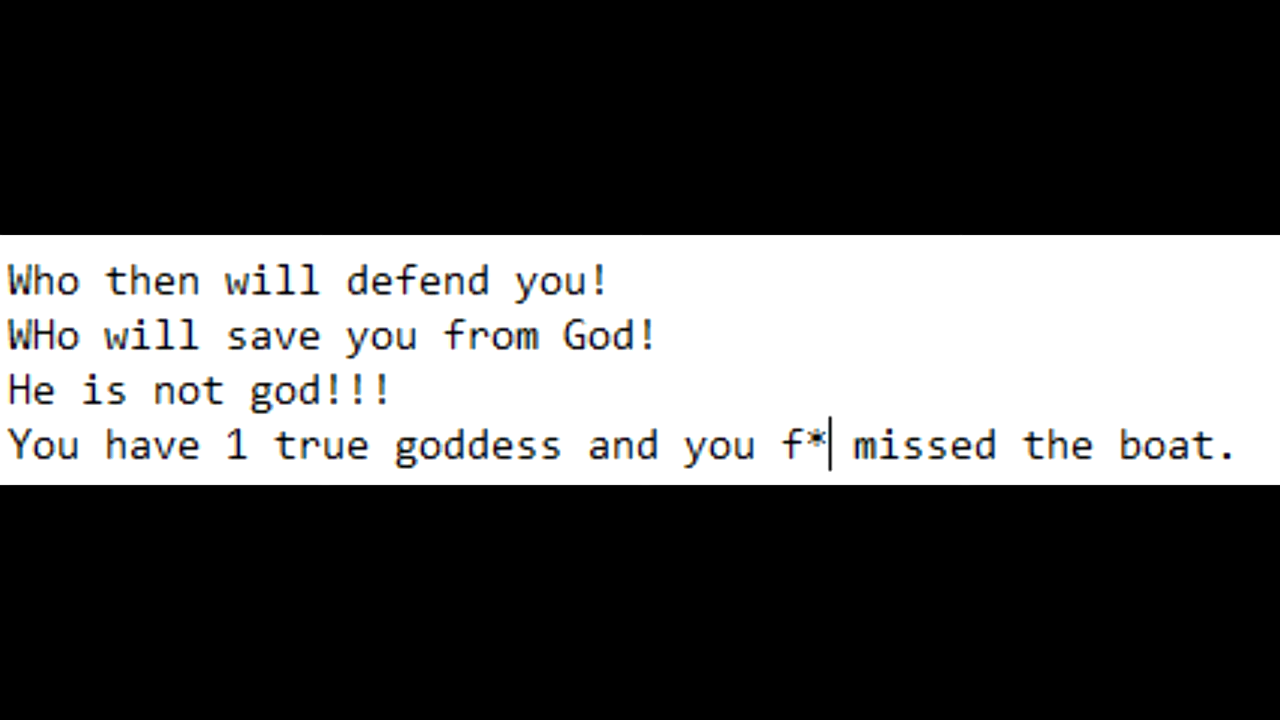 Who then will defend you!
WHo will save you from God!
He is not god!!!
You have 1 true goddess and you f* missed the boat.